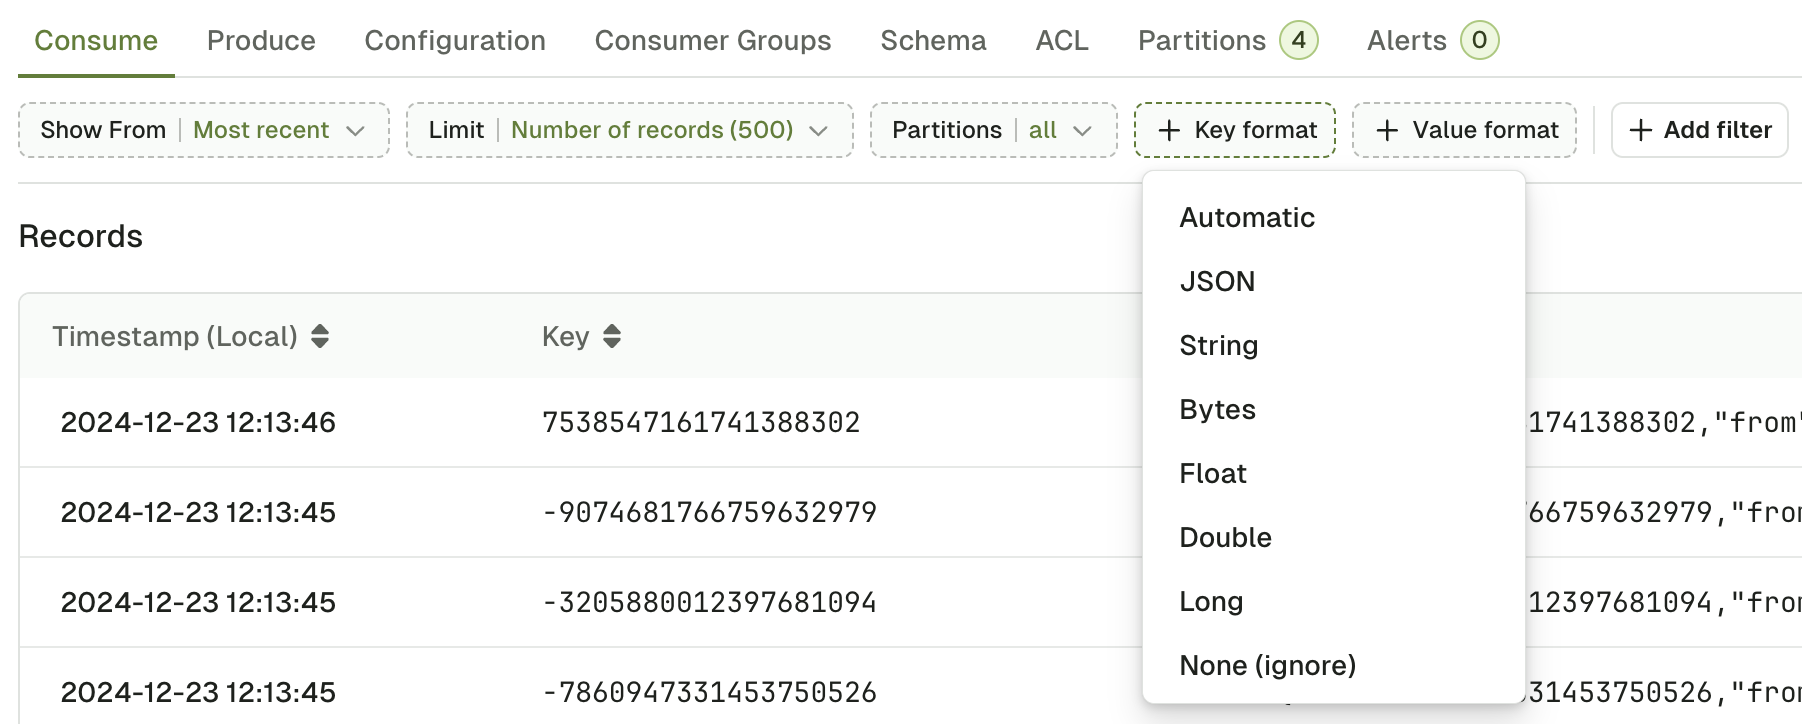 Consume Produce Configuration Consumer Groups Schema ACL Partitions 4 Alerts 0
Show From Most recent Limit Number of records (500) Partitions all + Key format + Value format + Add filter
Automatic
JSON
String
Bytes
Float
Double
Long
None (ignore)
Records
Timestamp (Local) Key
2024-12-23 12:13:46 7538547161741388302 1741388302,"from"
2024-12-23 12:13:45 -9074681766759632979 66759632979,"from
2024-12-23 12:13:45 -3205880012397681094 12397681094,"from
2024-12-23 12:13:45 -7860947331453750526 31453750526,"from